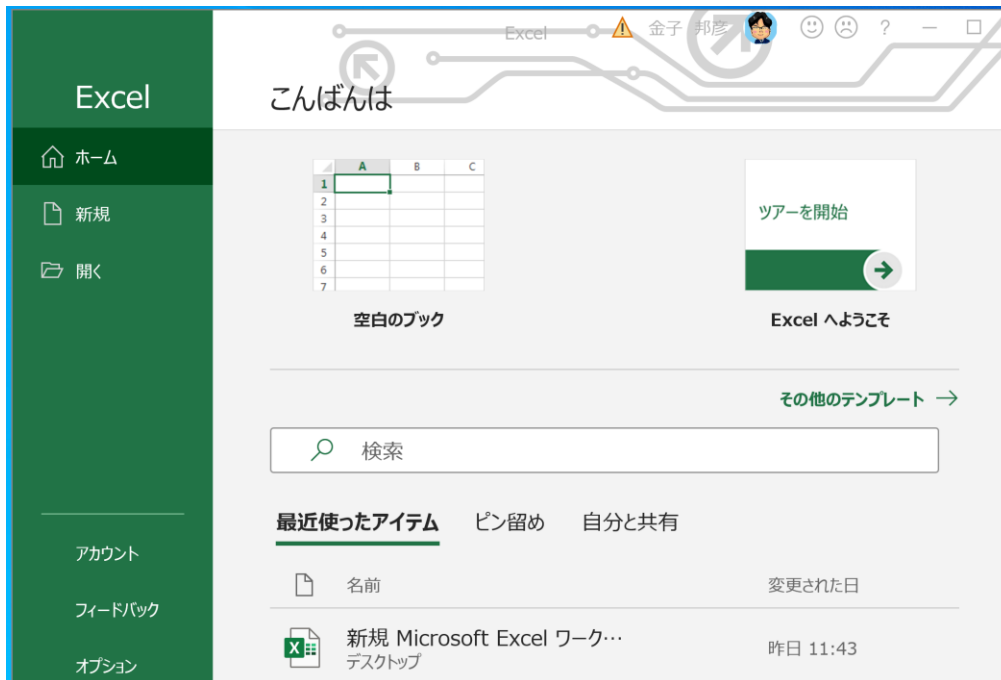 Excel
金子 邦彦
?
Excel
こんばんは
ホーム
新規
開く
A B C
1
2
3
4
5
6
7
ツアーを開始
空白のブック
Excel へようこそ
その他のテンプレート
検索
最近使ったアイテム ピン留め 自分と共有
名前 変更された日
新規 Microsoft Excel ワーク…
デスクトップ
昨日 11:43
アカウント
フィードバック
オプション